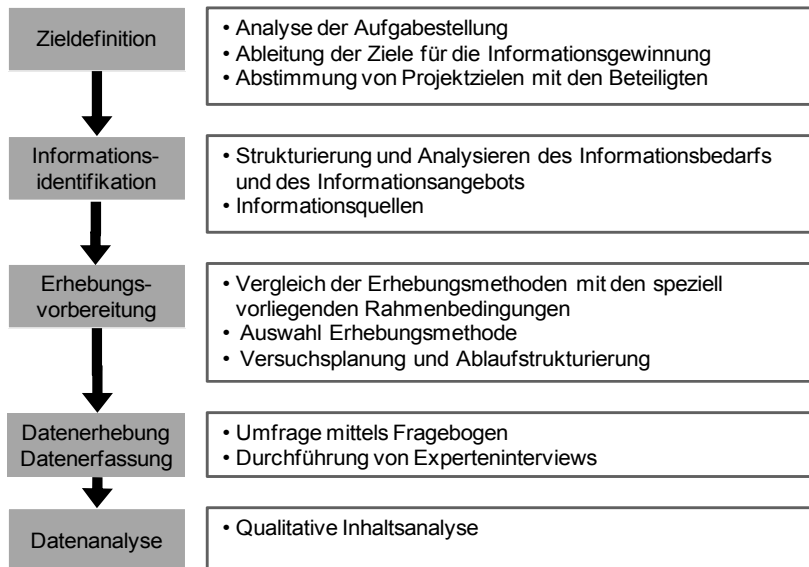 Zieldefinition
• Analyse der Aufgabestellung
• Ableitung der Ziele für die Informationsgewinnung
• Abstimmung von Projektzielen mit den Beteiligten
Informations-
identifikation
• Strukturierung und Analysieren des Informationsbedarfs
und des Informationsangebots
• Informationsquellen
Erhebungs-
vorbereitung
• Vergleich der Erhebungsmethoden mit den speziell
vorliegenden Rahmenbedingungen
• Auswahl Erhebungsmethode
• Versuchsplanung und Ablaufstrukturierung
Datenerhebung
Datenerfassung
• Umfrage mittels Fragebogen
• Durchführung von Experteninterviews
Datenanalyse
• Qualitative Inhaltsanalyse